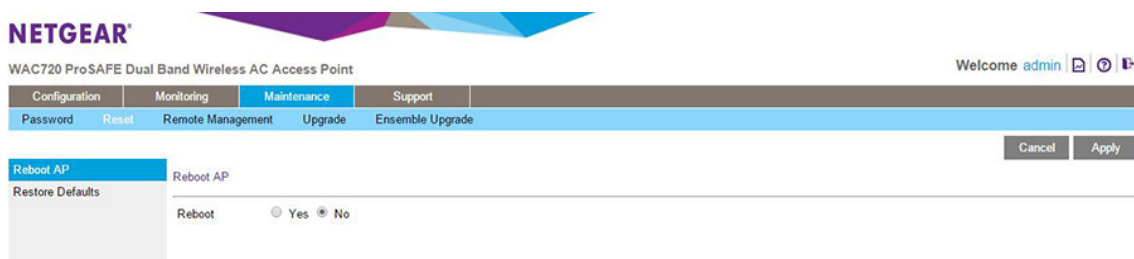 NETGEAR®
WAC720 ProSAFE Dual Band Wireless AC Access Point
Welcome admin
Configuration Monitoring Maintenance Support
Password Reset Remote Management Upgrade Ensemble Upgrade
Cancel Apply
Reboot AP
Restore Defaults
Reboot AP
Reboot Yes No